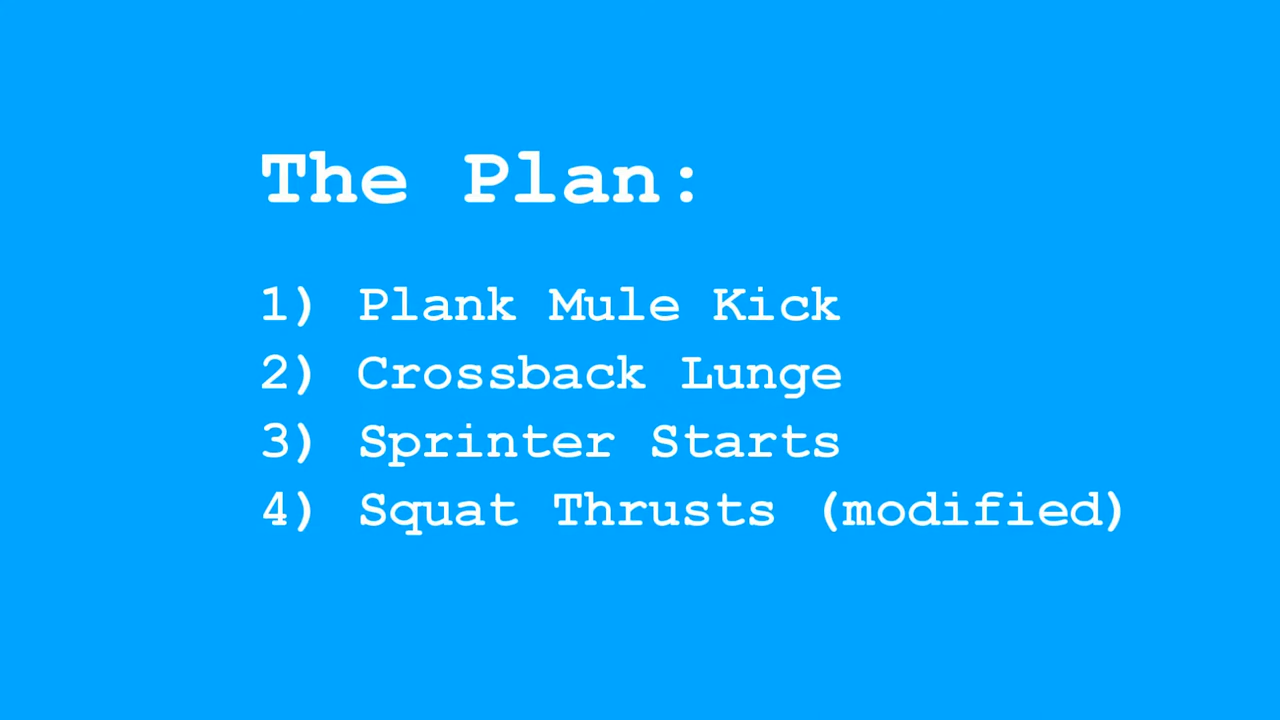 The Plan:
1) Plank Mule Kick
2) Crossback Lunge
3) Sprinter Starts
4) Squat Thrusts (modified)